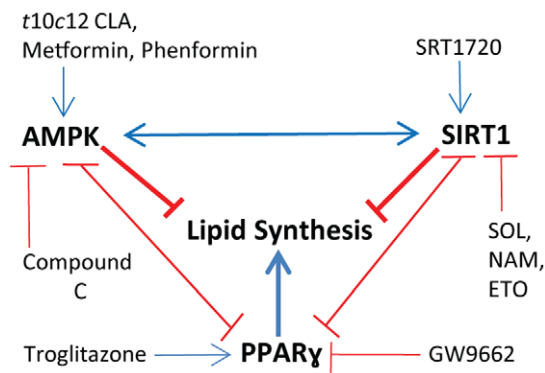 t10c12 CLA,
Metformin, Phenformin
SRT1720
AMPK
SIRT1
Lipid Synthesis
Compound
C
SOL,
NAM,
ETO
Troglitazone
PPARɣ
GW9662